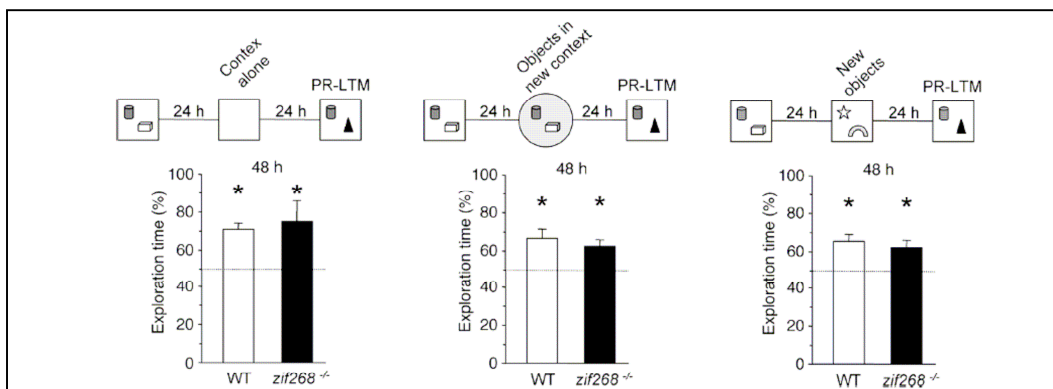 Contex
alone
PR-LTM
24 h
24 h
48 h
* *
Exploration time (%)
100
80
60
40
20
0
WT
zif268 -/-
Objects in
new context
PR-LTM
24 h
24 h
48 h
* *
Exploration time (%)
100
80
60
40
20
0
WT
zif268 -/-
New
objects
PR-LTM
24 h
24 h
48 h
* *
Exploration time (%)
100
80
60
40
20
0
WT
zif268 -/-